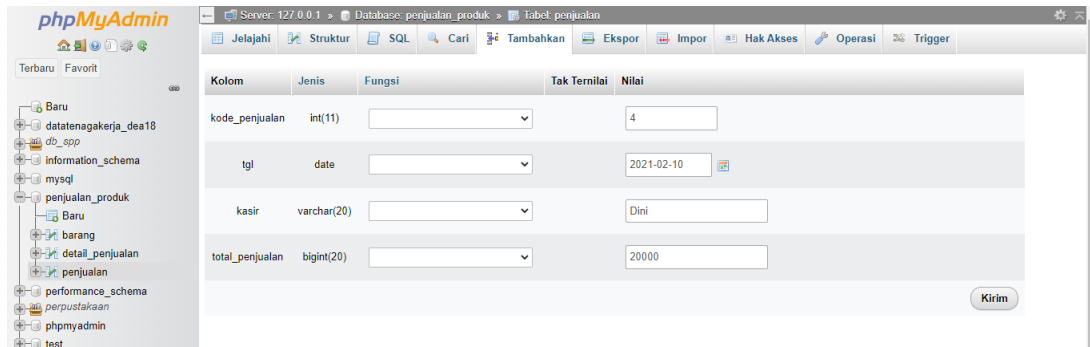 phpMyAdmin
Terbaru Favorit
Baru
datatenagakerja_dea18
db_spp
information_schema
mysql
penjualan_produk
Baru
barang
detail_penjualan
penjualan
performance_schema
perpustakaan
phpmyadmin
test
Server: 127.0.0.1 » Database: penjualan_produk » Tabel: penjualan
Jelajahi Struktur SQL Cari Tambahkan Ekspor Impor Hak Akses Operasi Trigger
Kolom Jenis Fungsi Tak Ternilai Nilai
kode_penjualan int(11) 4
tgl date 2021-02-10
kasir varchar(20) Dini
total_penjualan bigint(20) 20000
Kirim